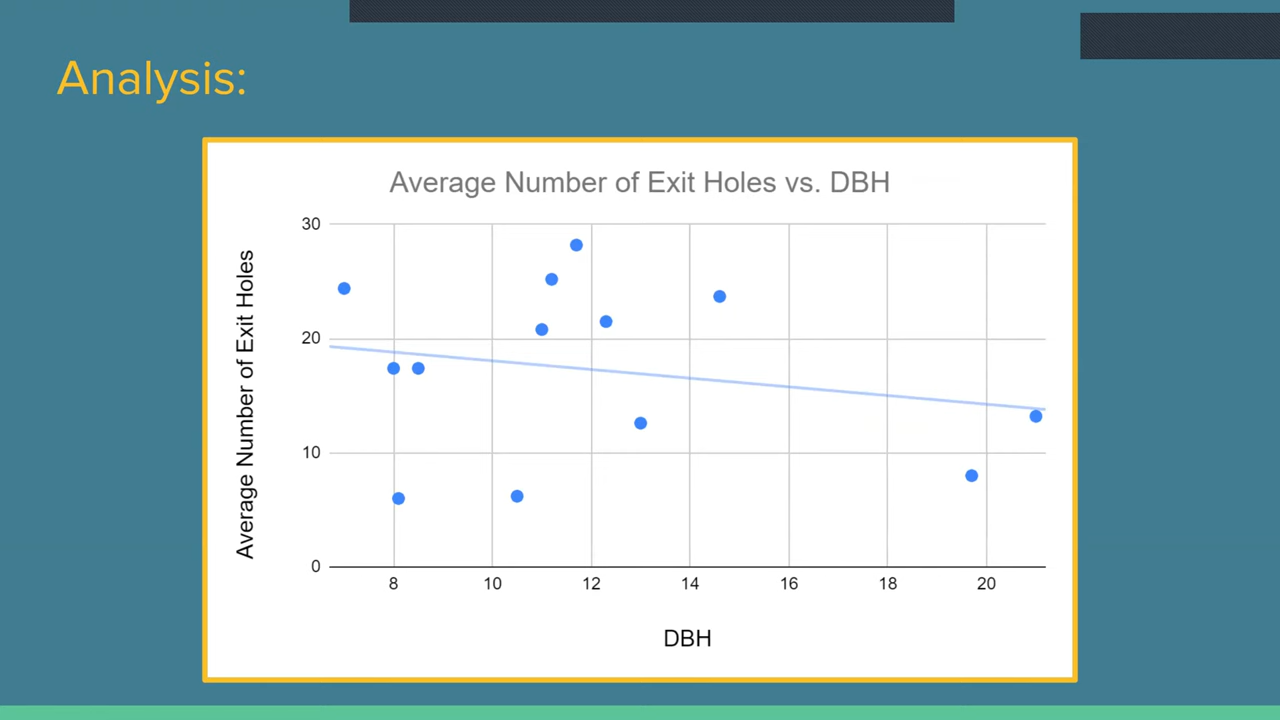 Analysis:
Average Number of Exit Holes vs. DBH
Average Number of Exit Holes
30
20
10
0
8
10
12
14
16
18
20
DBH